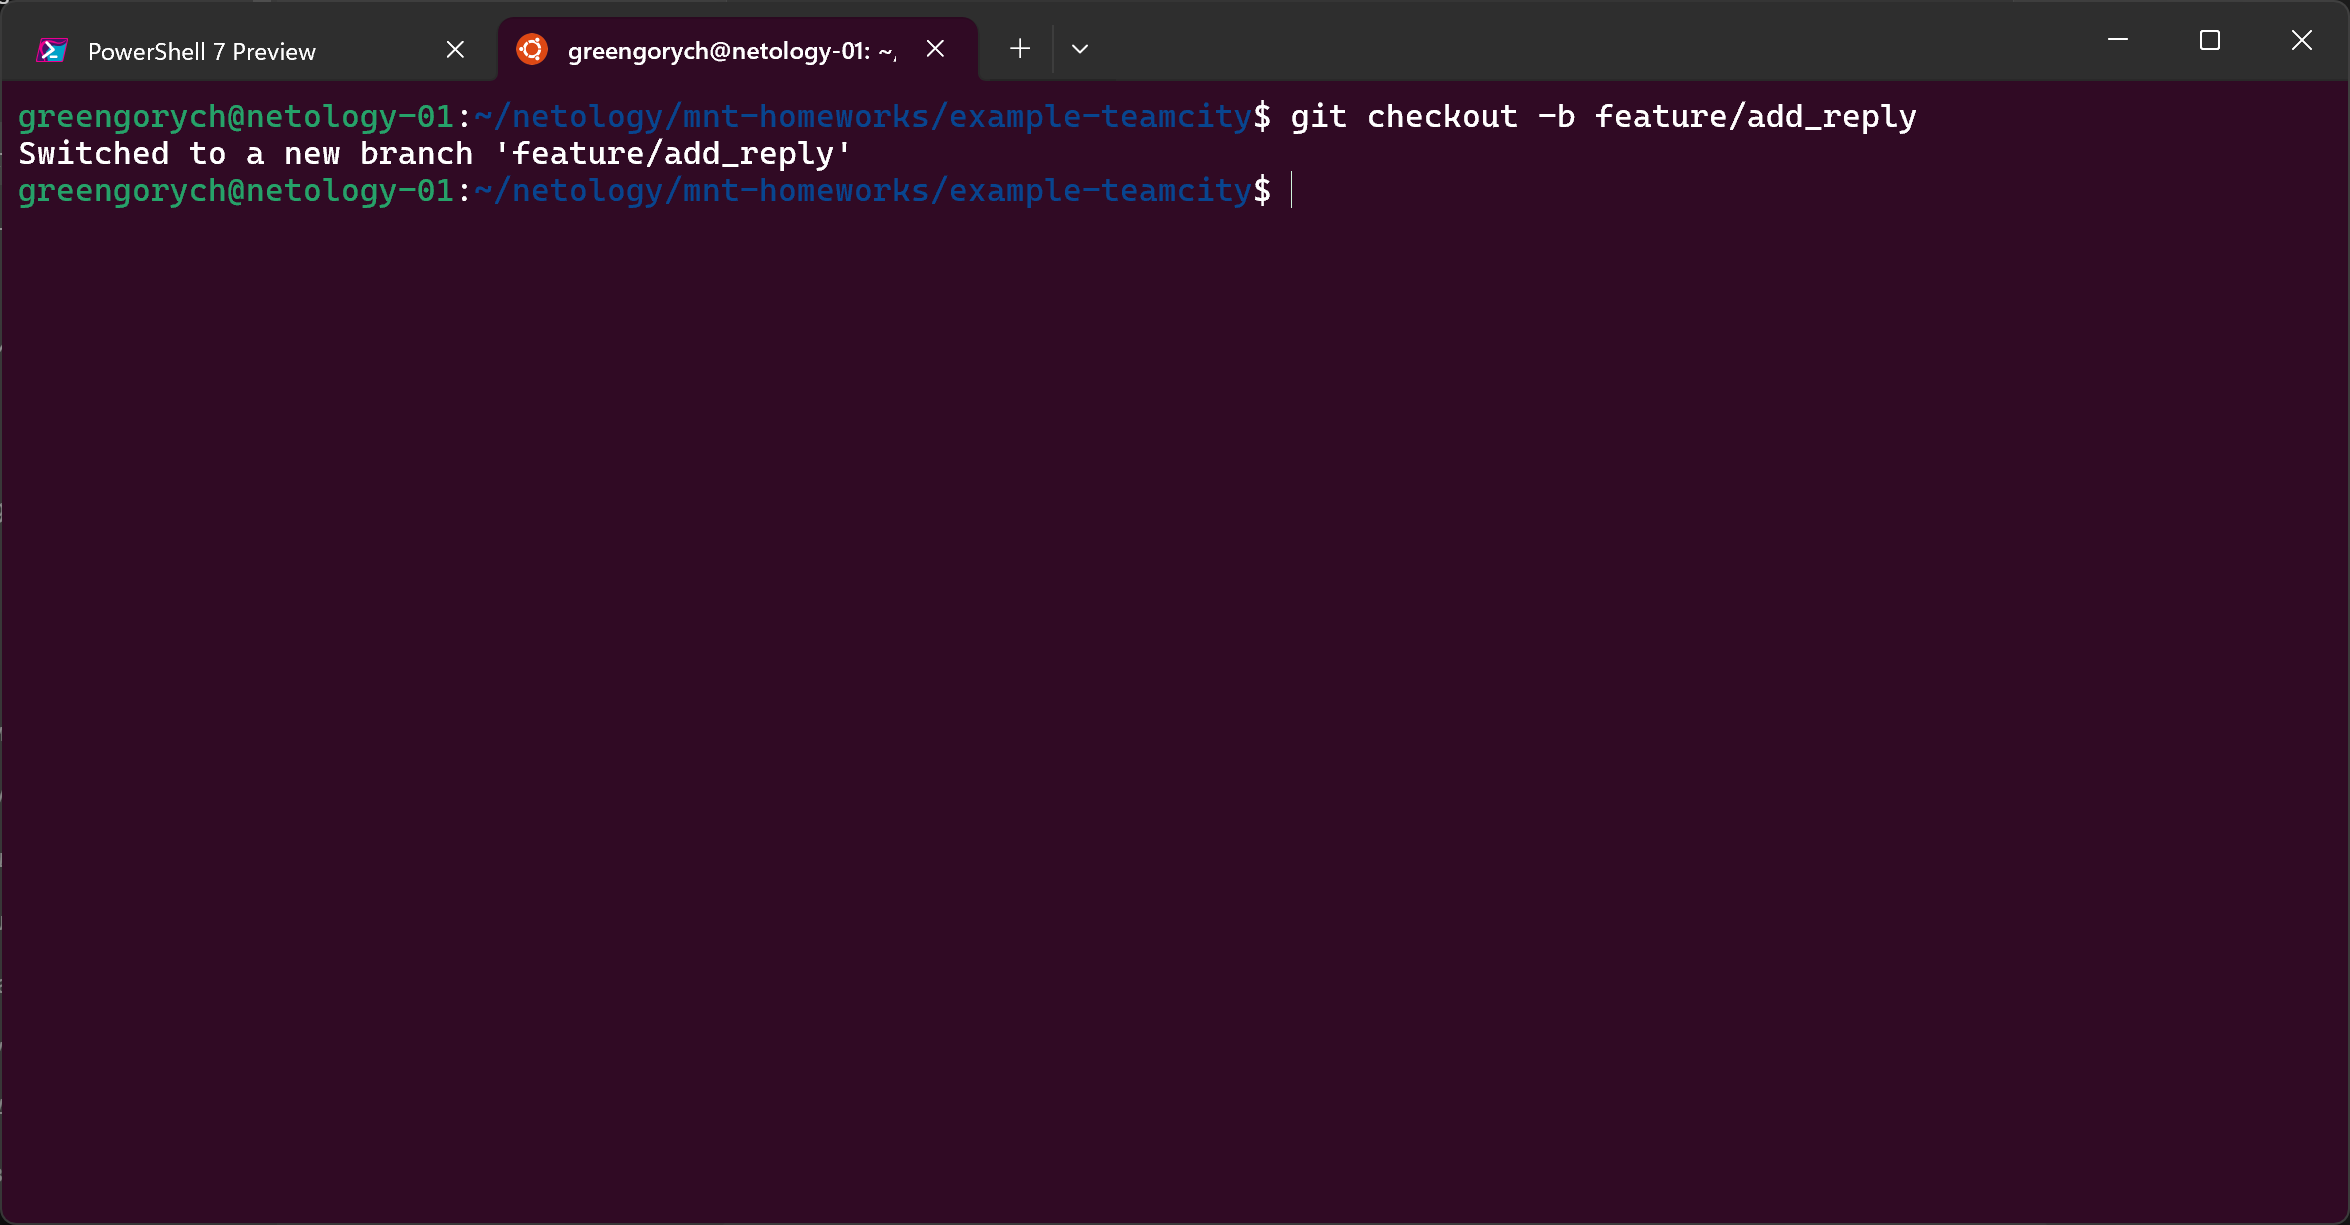 PowerShell 7 Preview
greengorych@netology-01: ~
greengorych@netology-01:~/netology/mnt-homeworks/example-teamcity$ git checkout -b feature/add_reply
Switched to a new branch 'feature/add_reply'
greengorych@netology-01:~/netology/mnt-homeworks/example-teamcity$